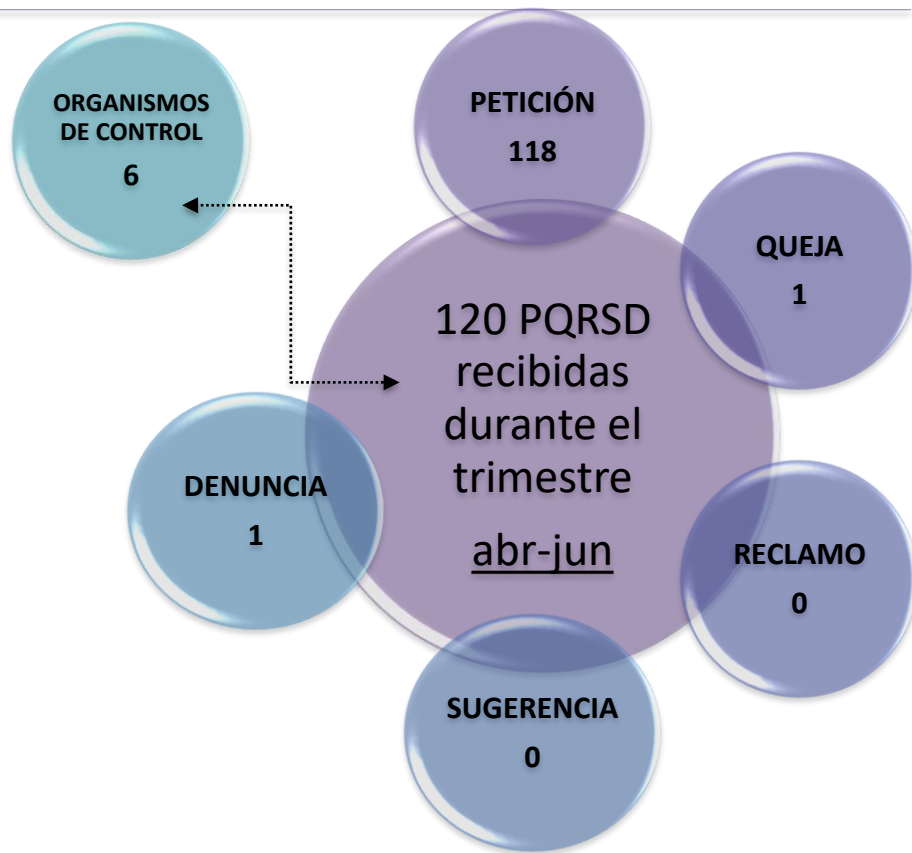 ORGANISMOS
DE CONTROL
6
PETICIÓN
118
QUEJA
1
120 PQRSD
recibidas
durante el
trimestre
abr-jun
DENUNCIA
1
RECLAMO
0
SUGERENCIA
0